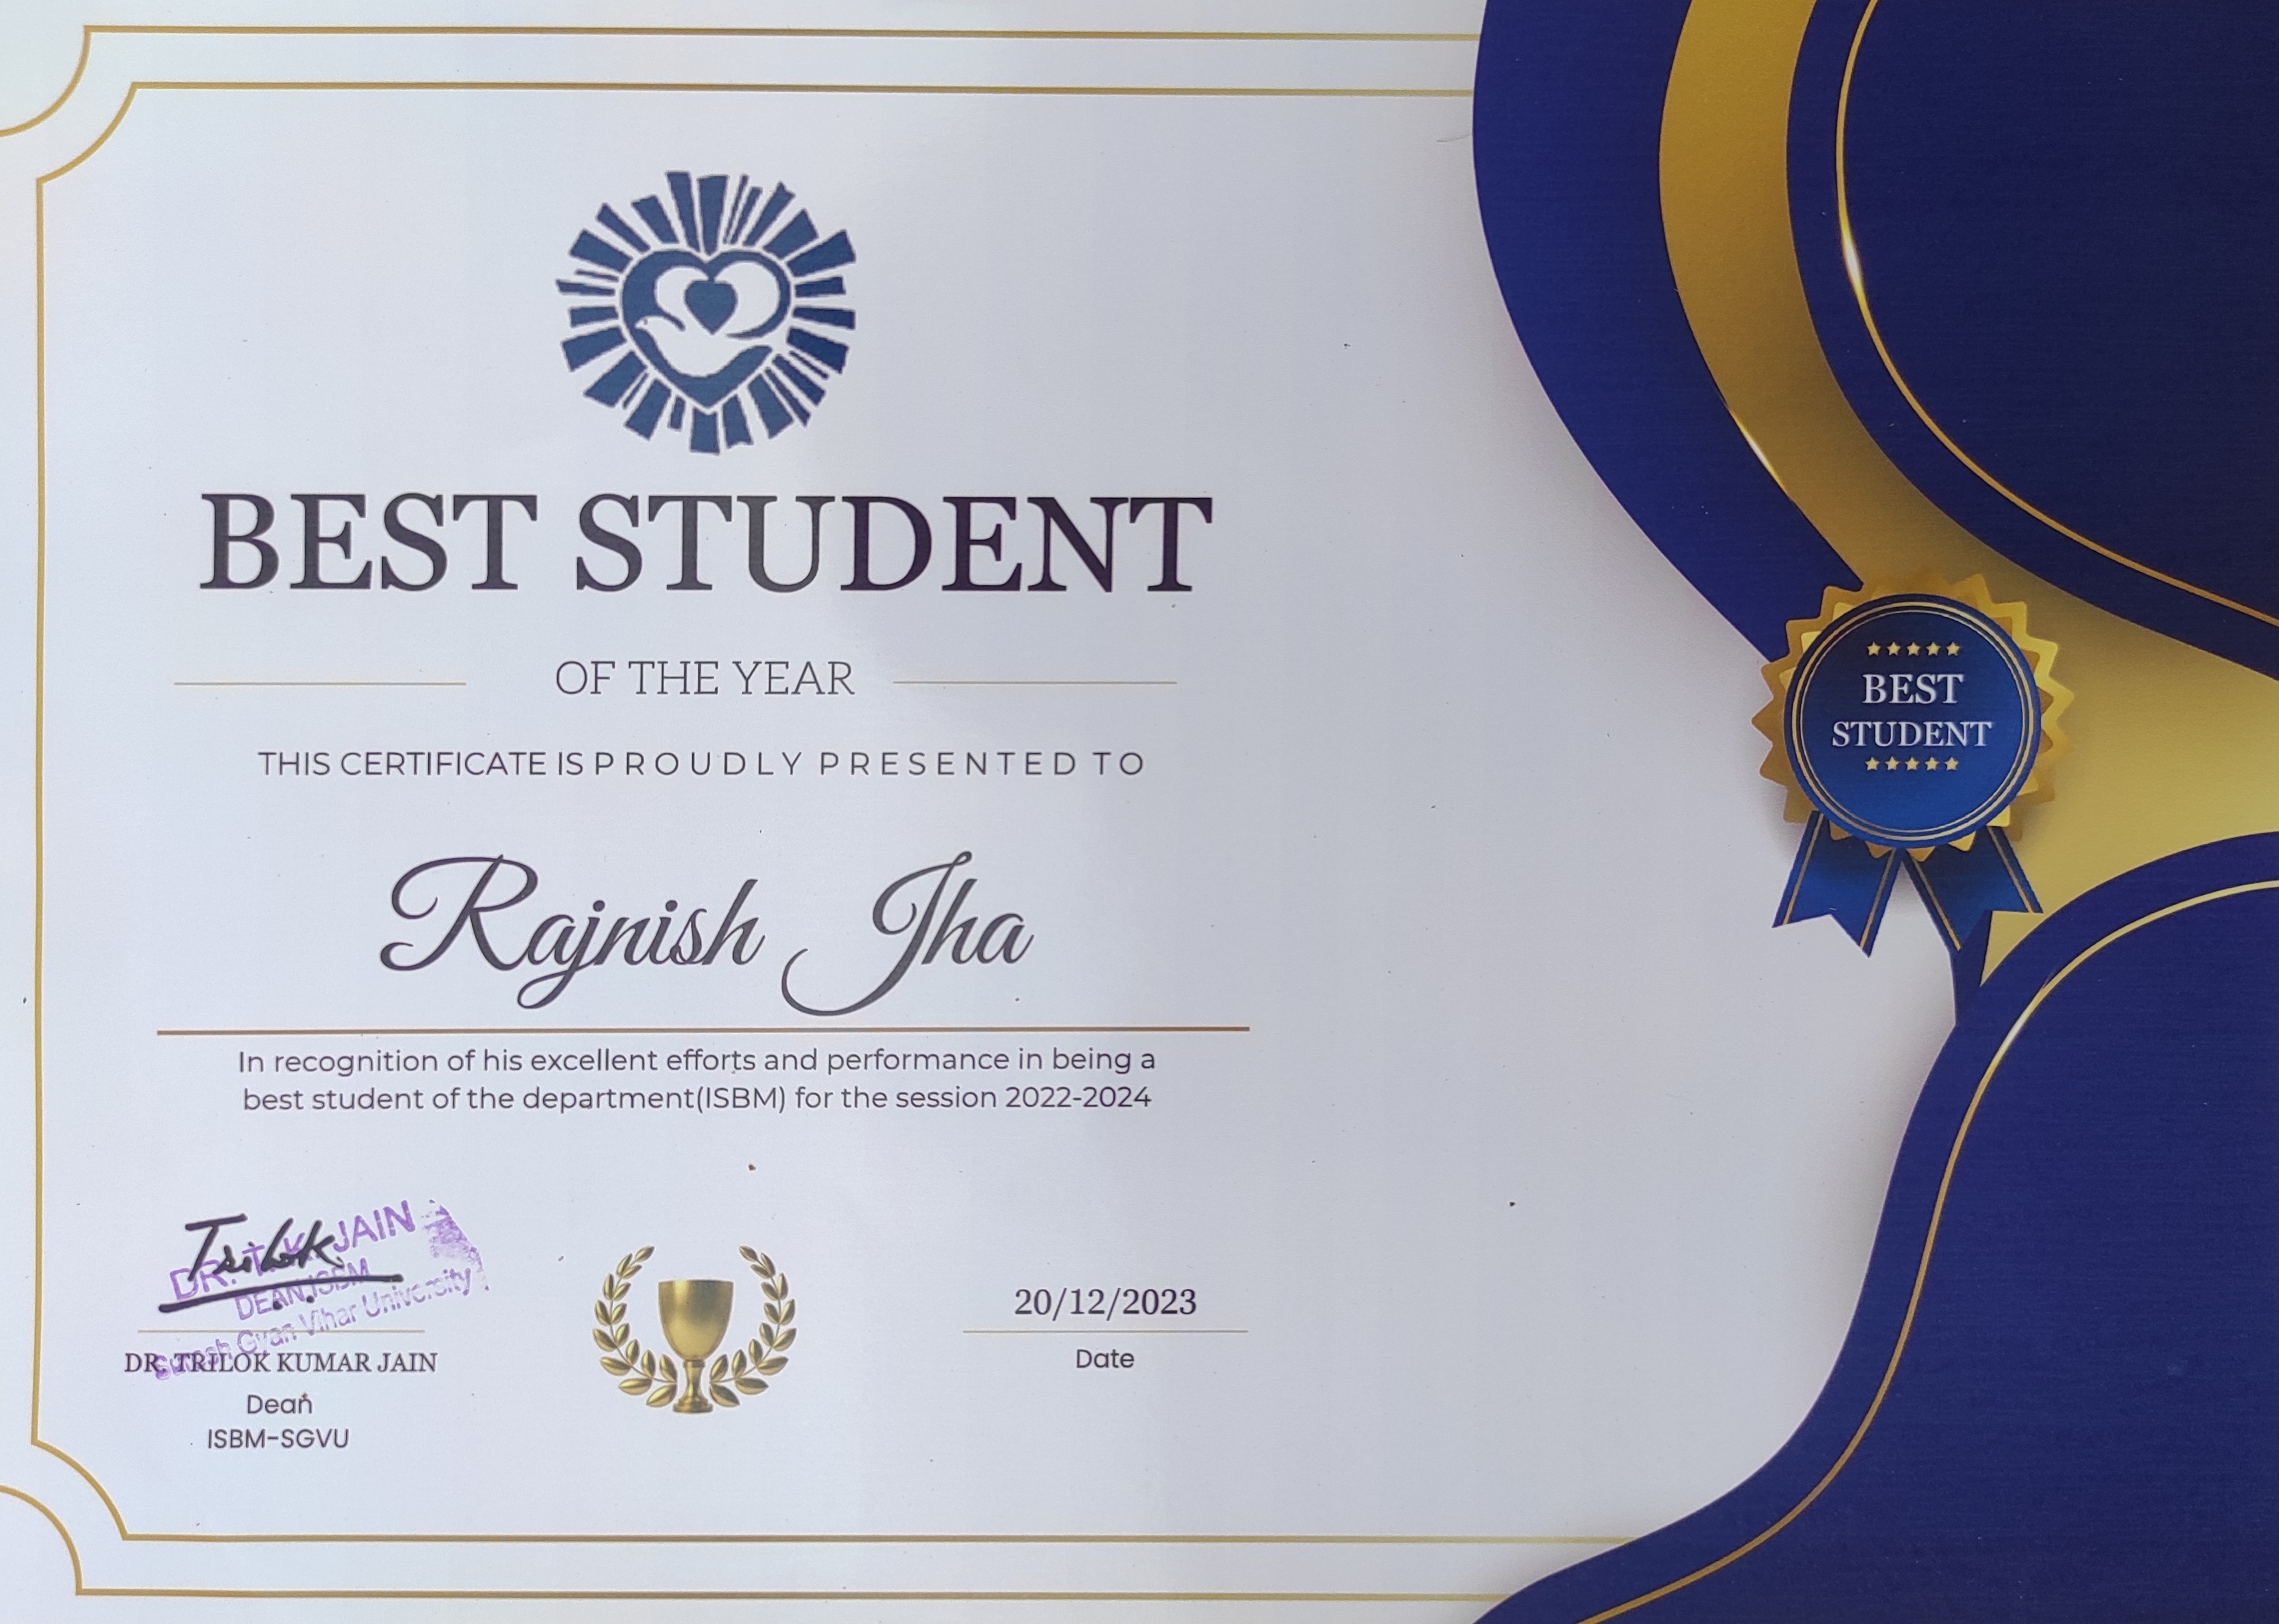 BEST STUDENT
OF THE YEAR
THIS CERTIFICATE IS PROUDLY PRESENTED TO
Rajnish Jha
In recognition of his excellent efforts and performance in being a
best student of the department(ISBM) for the session 2022-2024
Trilok
DR. T.K. JAIN
DEAN, ISBM
Suresh Gyan Vihar University
DR. TRILOK KUMAR JAIN
Dean
ISBM-SGVU
20/12/2023
Date
BEST
STUDENT